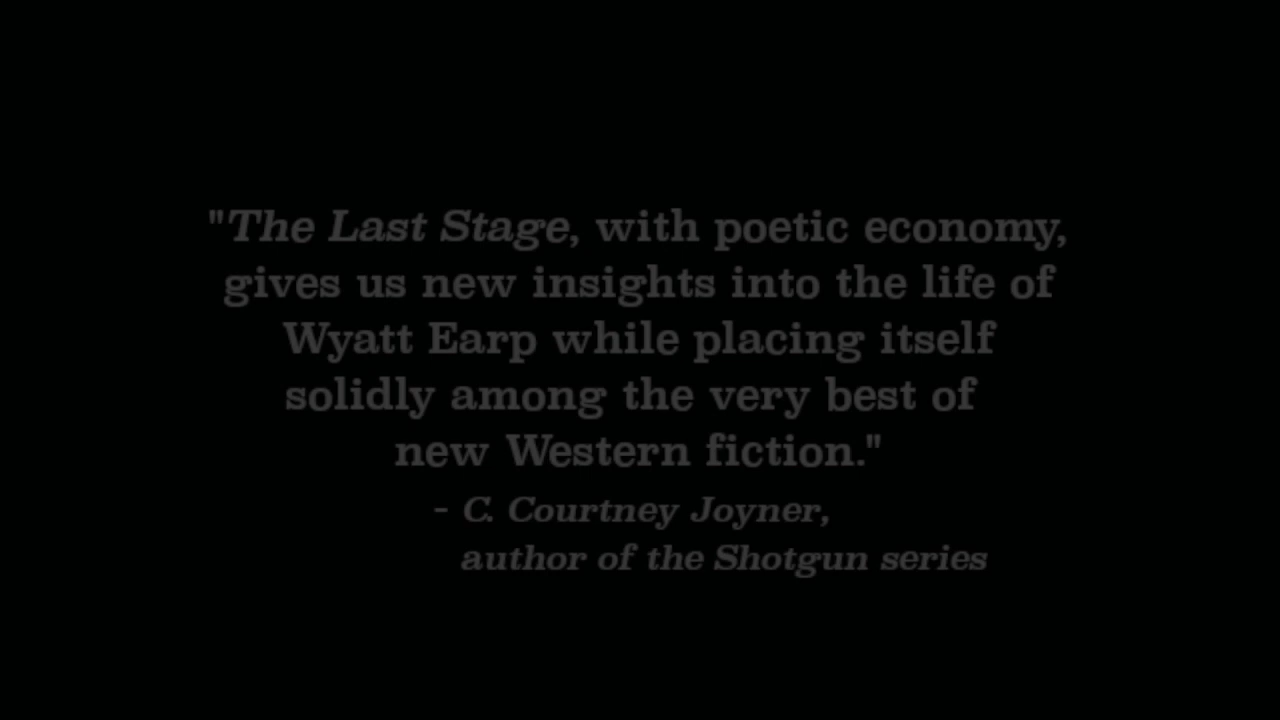 "The Last Stage, with poetic economy,
gives us new insights into the life of
Wyatt Earp while placing itself
solidly among the very best of
new Western fiction."
- C. Courtney Joyner,
author of the Shotgun series